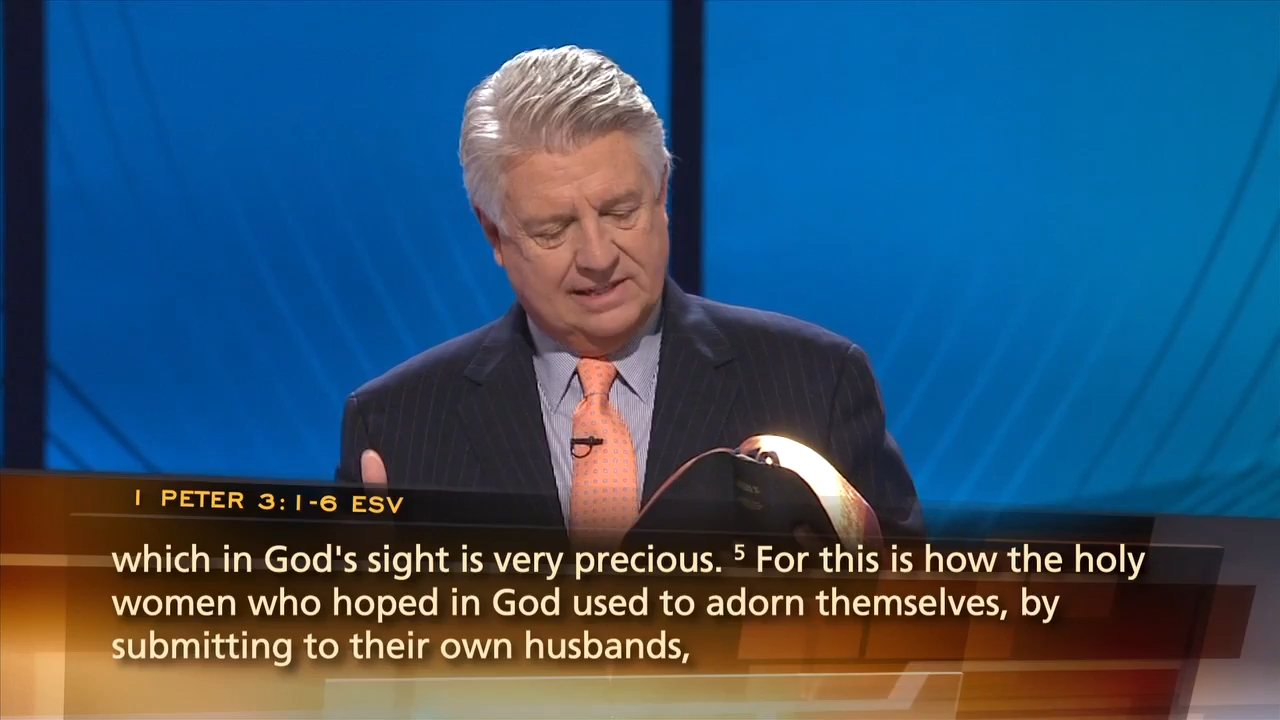 1 PETER 3:1-6 ESV
which in God's sight is very precious. 5 For this is how the holy
women who hoped in God used to adorn themselves, by
submitting to their own husbands,